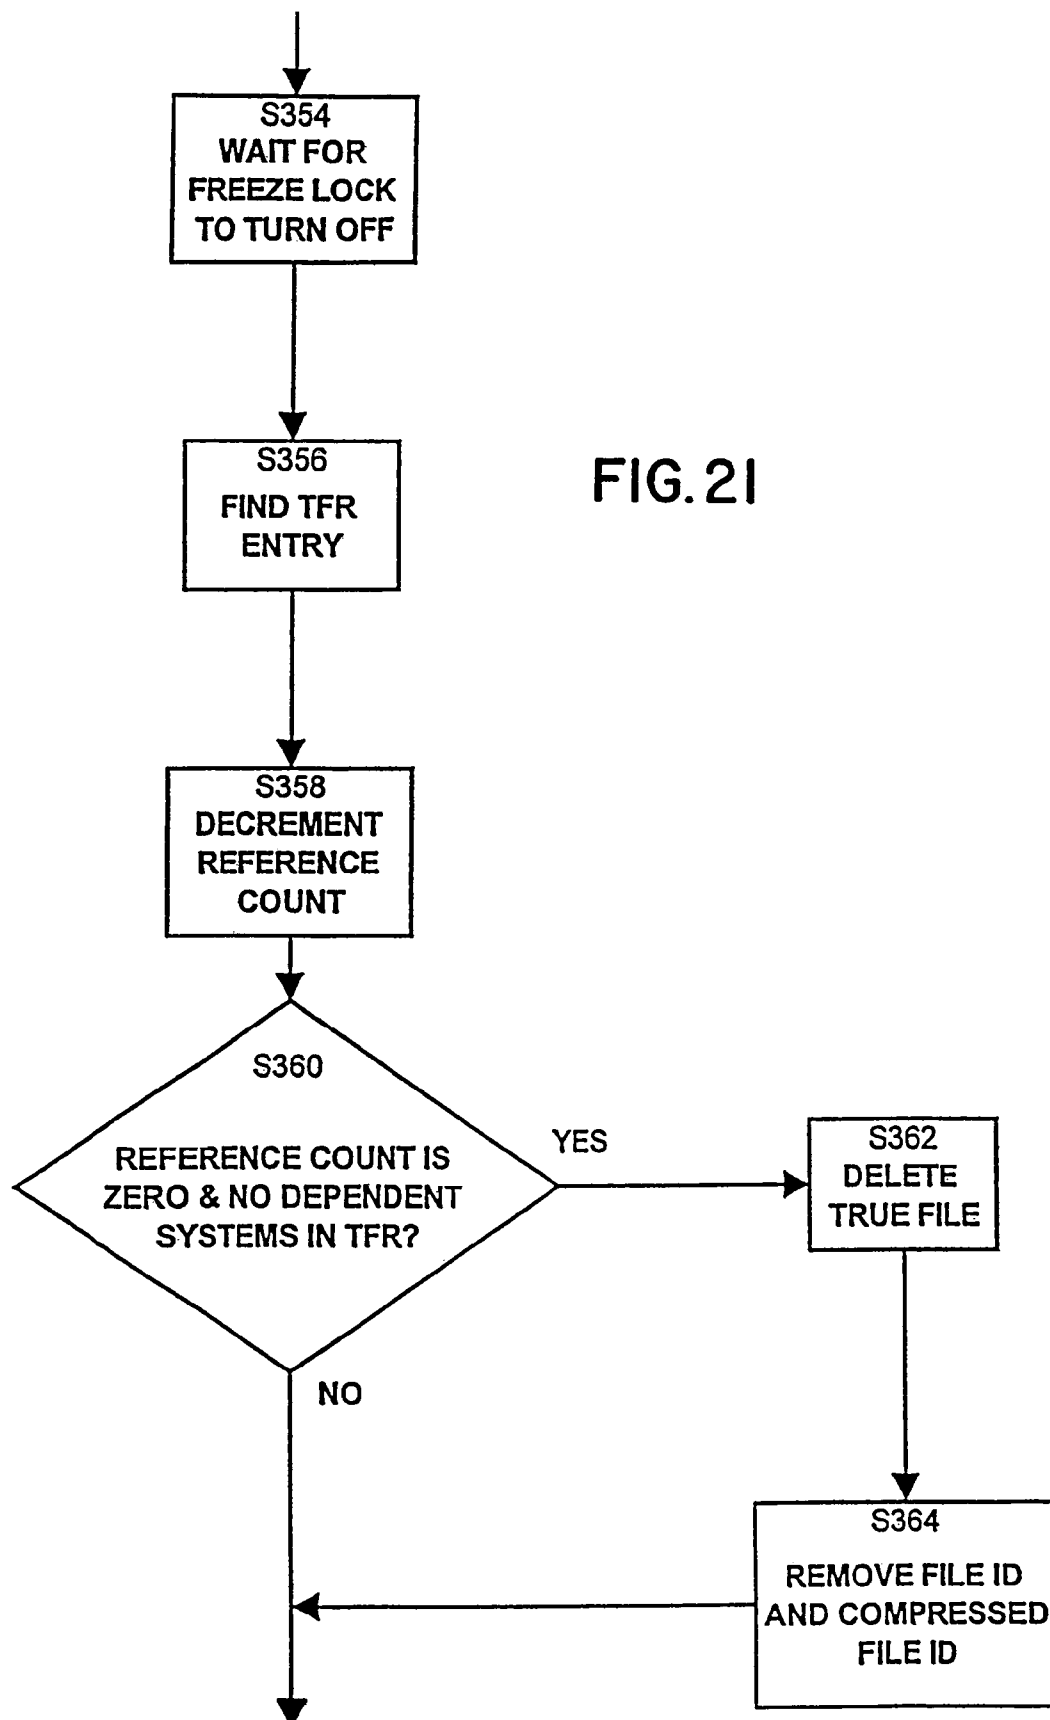 S354
WAIT FOR
FREEZE LOCK
TO TURN OFF
S356
FIND TFR
ENTRY
FIG. 21
S358
DECREMENT
REFERENCE
COUNT
S360
REFERENCE COUNT IS
ZERO & NO DEPENDENT
SYSTEMS IN TFR?
YES
S362
DELETE
TRUE FILE
NO
S364
REMOVE FILE ID
AND COMPRESSED
FILE ID